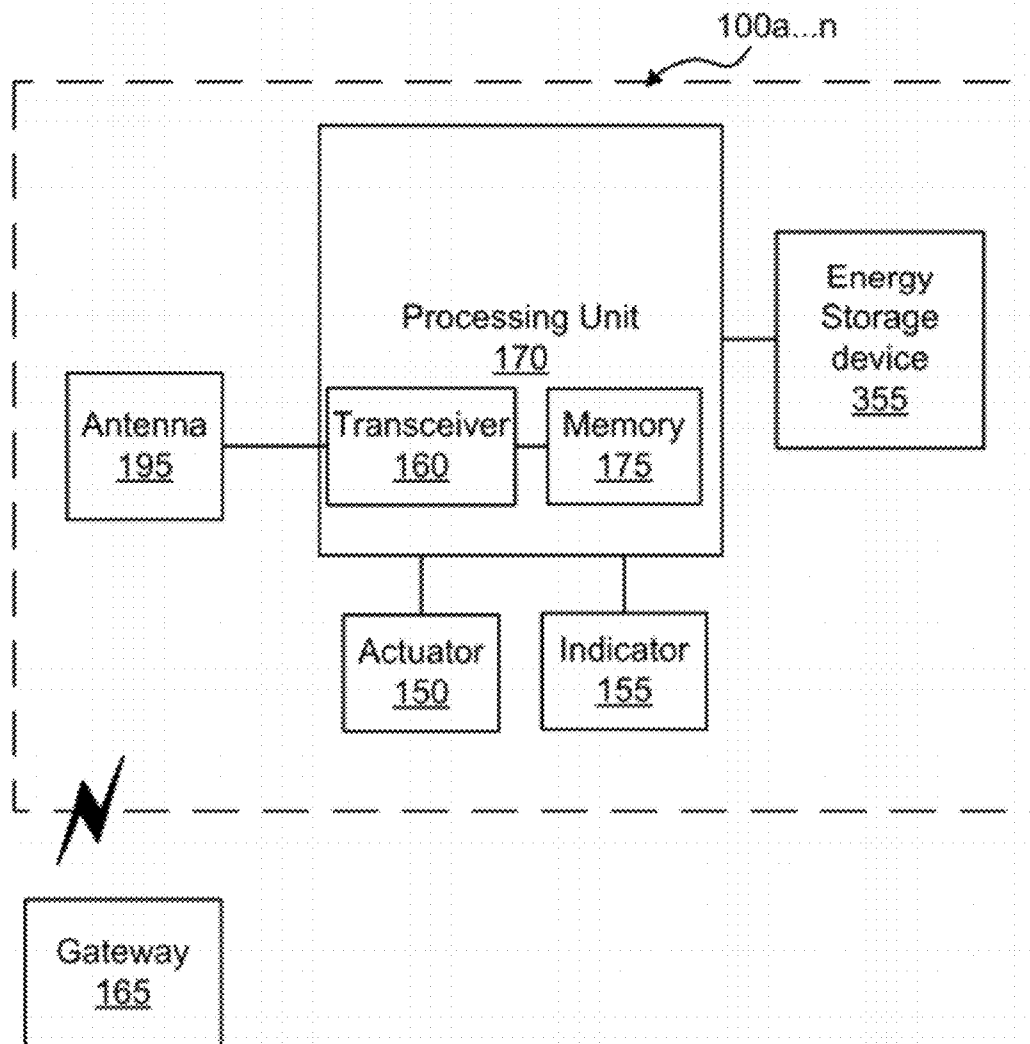 100a...n
Processing Unit
170
Energy
Storage
device
355
Antenna
195
Transceiver
160
Memory
175
Actuator
150
Indicator
155
Gateway
165